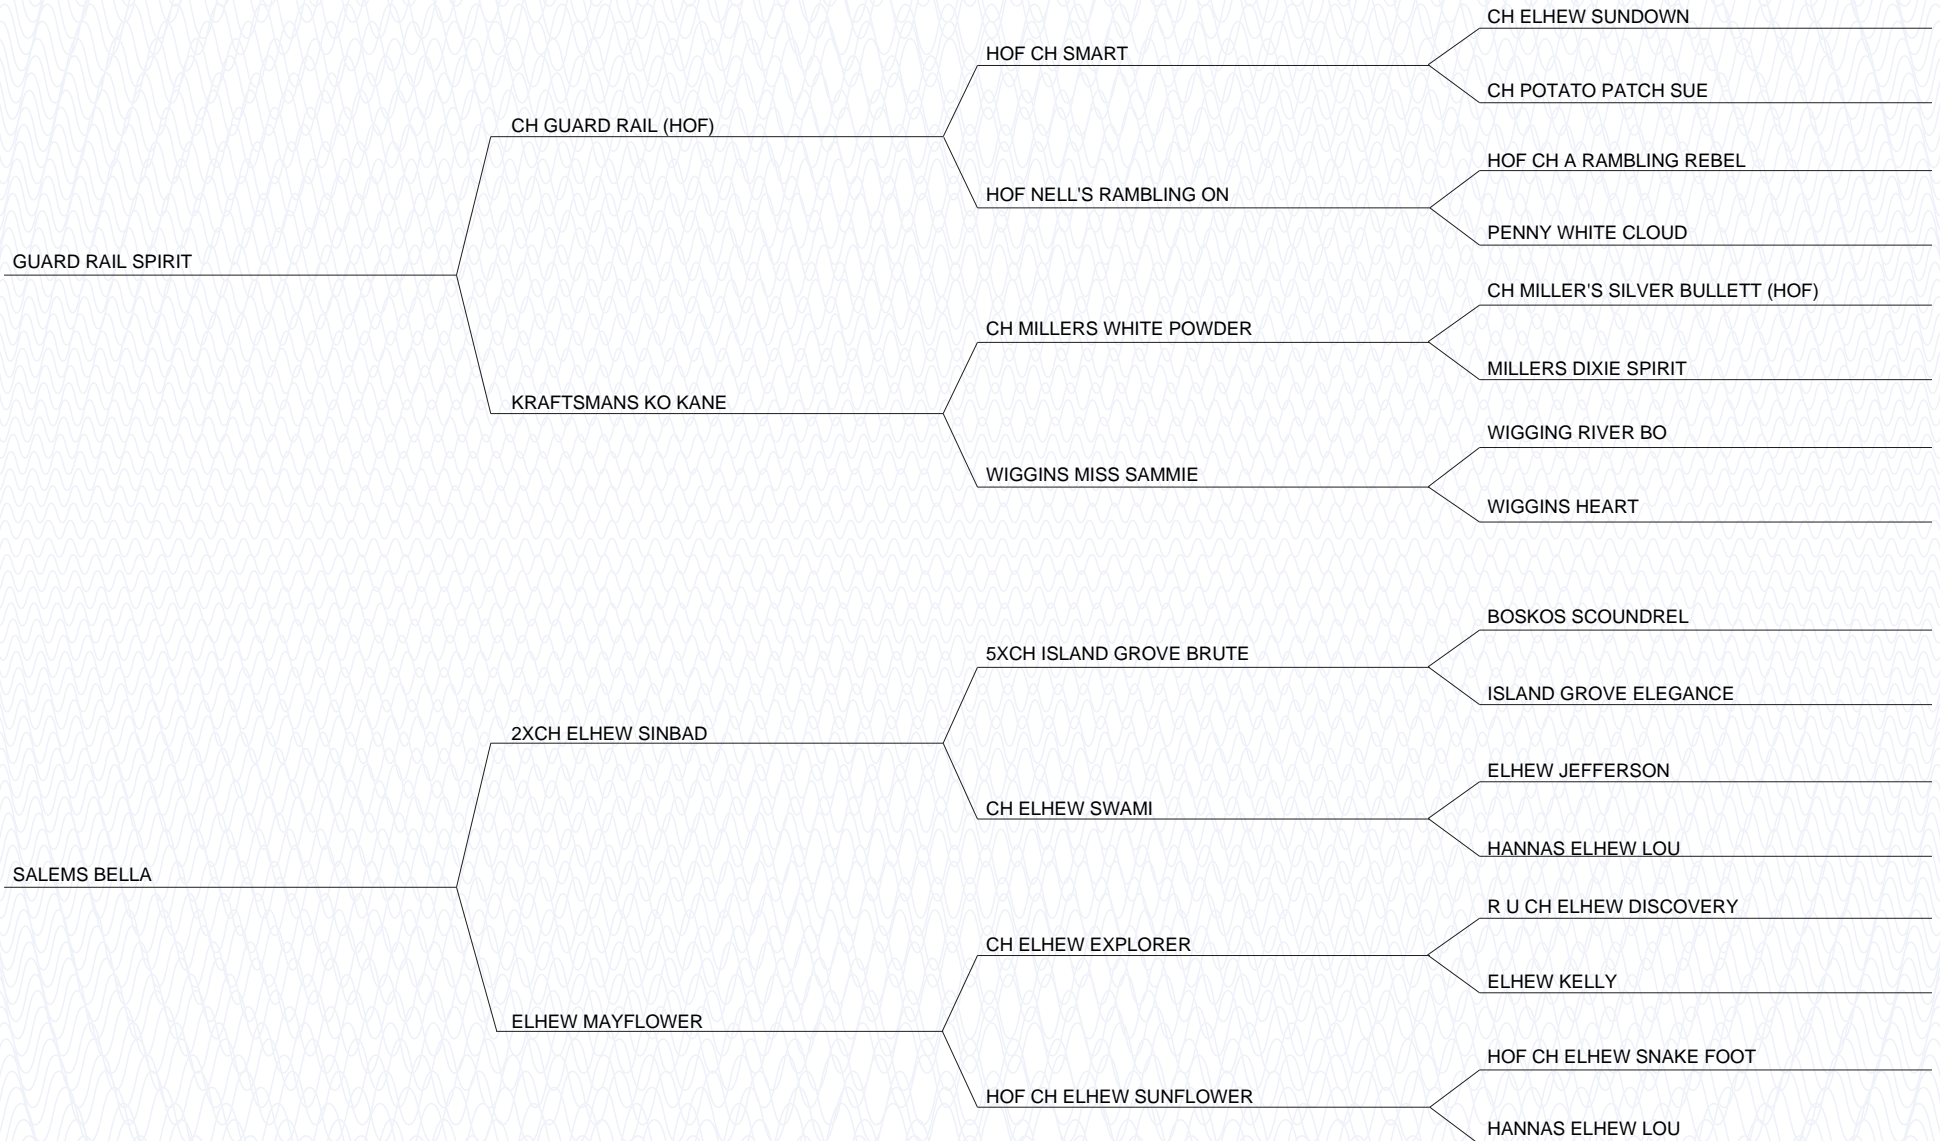 CH ELHEW SUNDOWN
HOF CH SMART
CH POTATO PATCH SUE
CH GUARD RAIL (HOF)
HOF CH A RAMBLING REBEL
HOF NELL'S RAMBLING ON
PENNY WHITE CLOUD
GUARD RAIL SPIRIT
CH MILLER'S SILVER BULLETT (HOF)
CH MILLERS WHITE POWDER
MILLERS DIXIE SPIRIT
KRAFTSMANS KO KANE
WIGGING RIVER BO
WIGGINS MISS SAMMIE
WIGGINS HEART
BOSKOS SCOUNDREL
5XCH ISLAND GROVE BRUTE
ISLAND GROVE ELEGANCE
2XCH ELHEW SINBAD
ELHEW JEFFERSON
CH ELHEW SWAMI
HANNAS ELHEW LOU
SALEMS BELLA
R U CH ELHEW DISCOVERY
CH ELHEW EXPLORER
ELHEW KELLY
ELHEW MAYFLOWER
HOF CH ELHEW SNAKE FOOT
HOF CH ELHEW SUNFLOWER
HANNAS ELHEW LOU